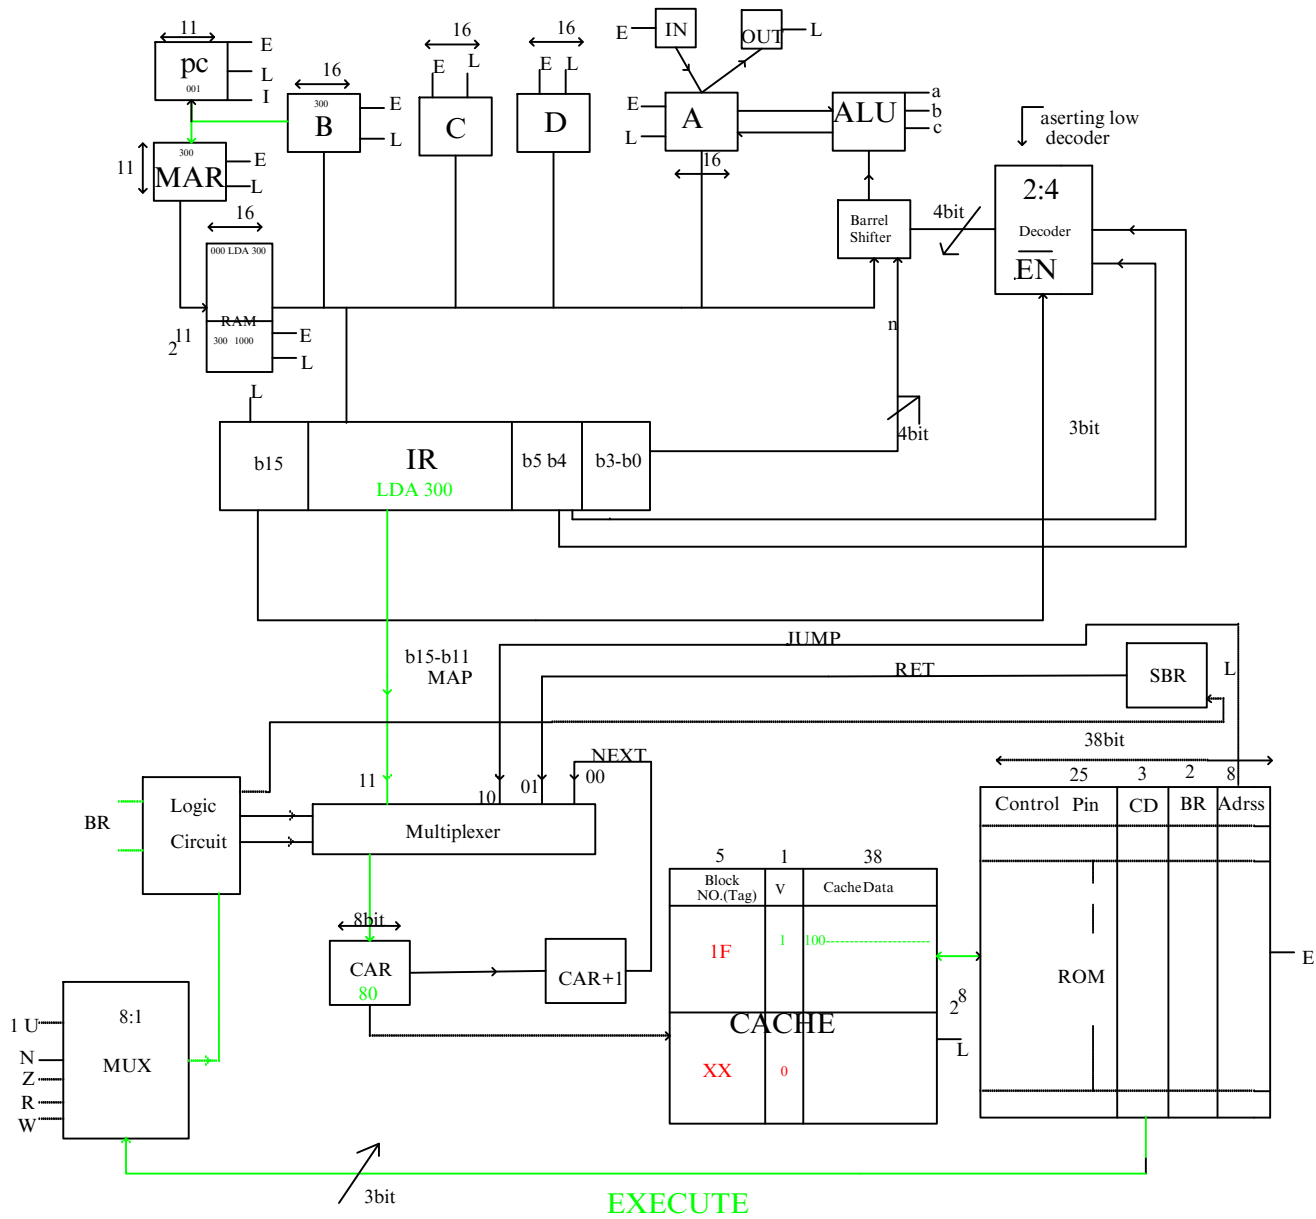 11
pc
001
E
L
I
16
300
B
E
L
16
E
L
C
16
E
L
D
E
IN
OUT
L
E
L
A
16
ALU
a
b
c
aserting low
decoder
11
300
MAR
E
L
16
000 LDA 300
RAM
300 1000
2^11
E
L
Barrel
Shifter
4bit
2:4
Decoder
EN
n
4bit
3bit
L
b15
IR
LDA 300
b5 b4
b3-b0
b15-b11
MAP
JUMP
RET
SBR
L
NEXT
11
10
01
00
BR
Logic
Circuit
Multiplexer
38bit
25
3
2
8
Control Pin
CD
BR
Adrss
ROM
E
2^8
8bit
CAR
80
CAR+1
5
1
38
Block
NO.(Tag)
V
Cache Data
1F
1
100-----------------------
CACHE
XX
0
L
8:1
MUX
1 U
N
Z
R
W
3bit
EXECUTE